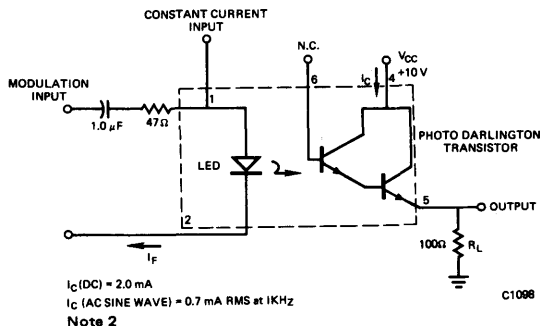 CONSTANT CURRENT
INPUT
N.C.
VCC
+10 V
MODULATION
INPUT
6
IC
4
1
1.0 μF
47Ω
PHOTO DARLINGTON
TRANSISTOR
LED
5
OUTPUT
2
IF
100Ω
RL
IC (DC) = 2.0 mA
IC (AC SINE WAVE) = 0.7 mA RMS at IKHZ
C1098
Note 2